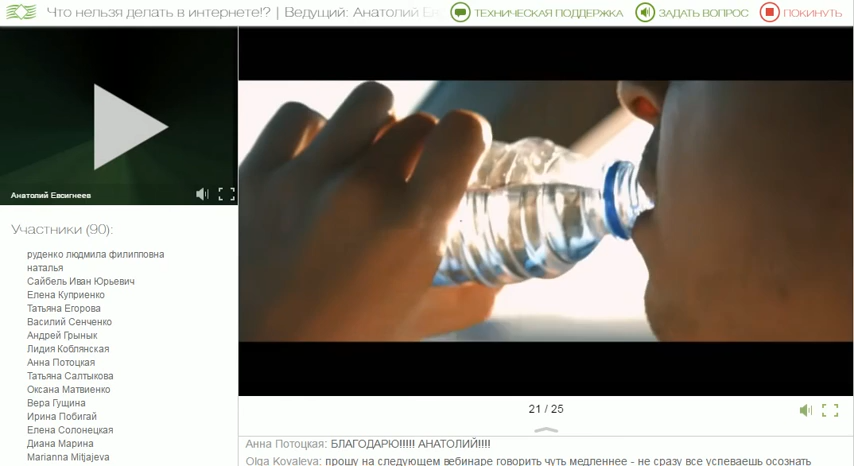 Что нельзя делать в интернете!? | Ведущий: Анатолий
ТЕХНИЧЕСКАЯ ПОДДЕРЖКА
ЗАДАТЬ ВОПРОС
ПОКИНУТЬ
Анатолий Евсигнеев
Участники (90):
руденко людмила филипповна
наталья
Сайбель Иван Юрьевич
Елена Куприенко
Татьяна Егорова
Василий Сенченко
Андрей Грынык
Лидия Коблянская
Анна Потоцкая
Татьяна Салтыкова
Оксана Матвиенко
Вера Гущина
Ирина Побигай
Елена Солонецкая
Диана Марина
Marianna Mitjajeva
21 / 25
Анна Потоцкая: БЛАГОДАРЮ!!!!! АНАТОЛИЙ!!!!
Olga Kovaleva: прошу на следующем вебинаре говорить чуть медленнее - не сразу все успеваешь осознать